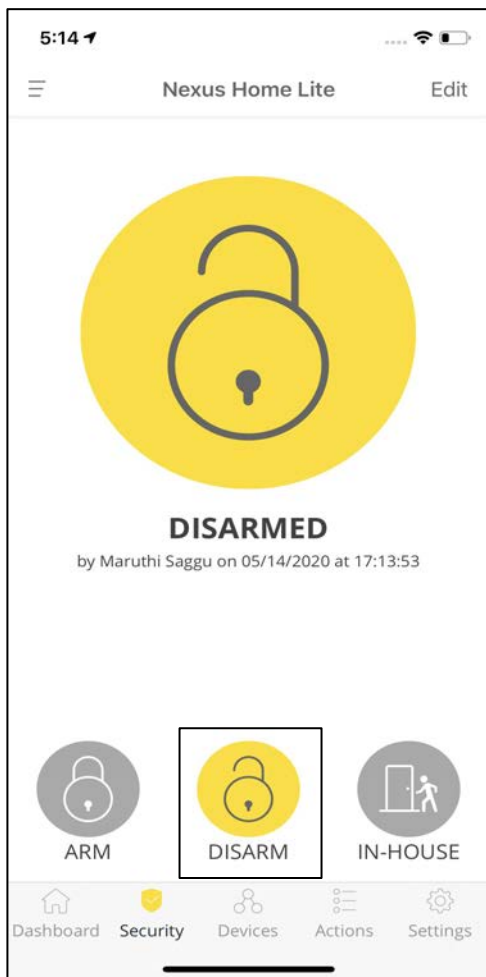 5:14
Nexus Home Lite Edit
DISARMED
by Maruthi Saggu on 05/14/2020 at 17:13:53
ARM DISARM IN-HOUSE
Dashboard Security Devices Actions Settings